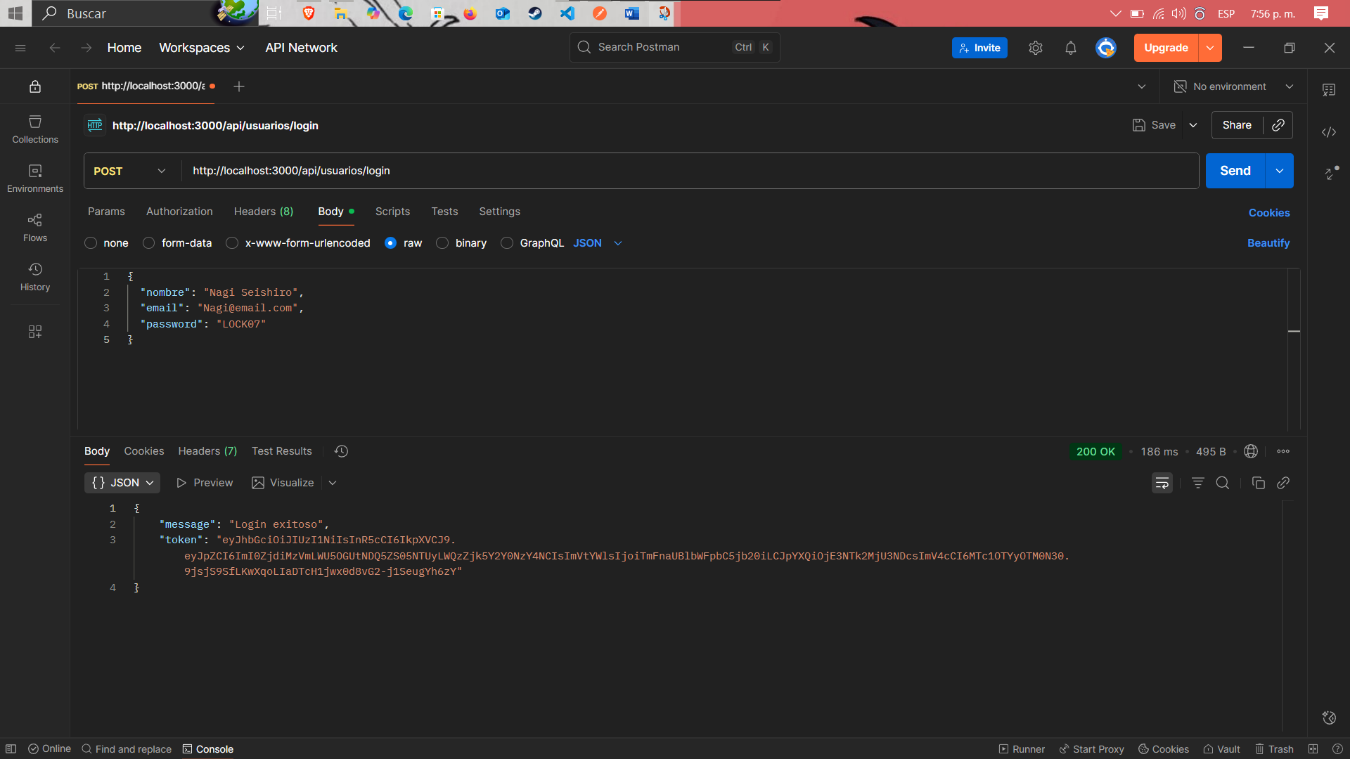 Buscar
ESP
7:56 p. m.
Home
Workspaces
API Network
Search Postman
Ctrl K
Invite
Upgrade
POST http://localhost:3000/a
No environment
HTTP
http://localhost:3000/api/usuarios/login
Save
Share
Collections
Environments
Flows
History
POST
http://localhost:3000/api/usuarios/login
Send
Params Authorization Headers (8) Body Scripts Tests Settings
Cookies
none form-data x-www-form-urlencoded raw binary GraphQL JSON
Beautify
1 {
2 "nombre": "Nagi Seishiro",
3 "email": "Nagi@email.com",
4 "password": "LOCK07"
5 }
Body Cookies Headers (7) Test Results
200 OK • 186 ms • 495 B
{} JSON Preview Visualize
1 {
2 "message": "Login exitoso",
3 "token": "eyJhbGciOiJIUzI1NiIsInR5cCI6IkpXVCJ9.
eyJpZCI6ImI0ZjdiMzVmLWU5OGUtNDQ5ZS05NTUyLWQzZjk5Y2Y0NzY4NCIsImVtYWlsIjoiTmFnaUBlbWFpbC5jb20iLCJpYXQiOjE3NTk2MjU3NDcsImV4cCI6MTc1OTYyOTM0N30.
9jsjS9SfLKwXqoLIaDTcH1jwx0d8vG2-j1SeugYh6zY"
4 }
Online
Find and replace
Console
Runner
Start Proxy
Cookies
Vault
Trash